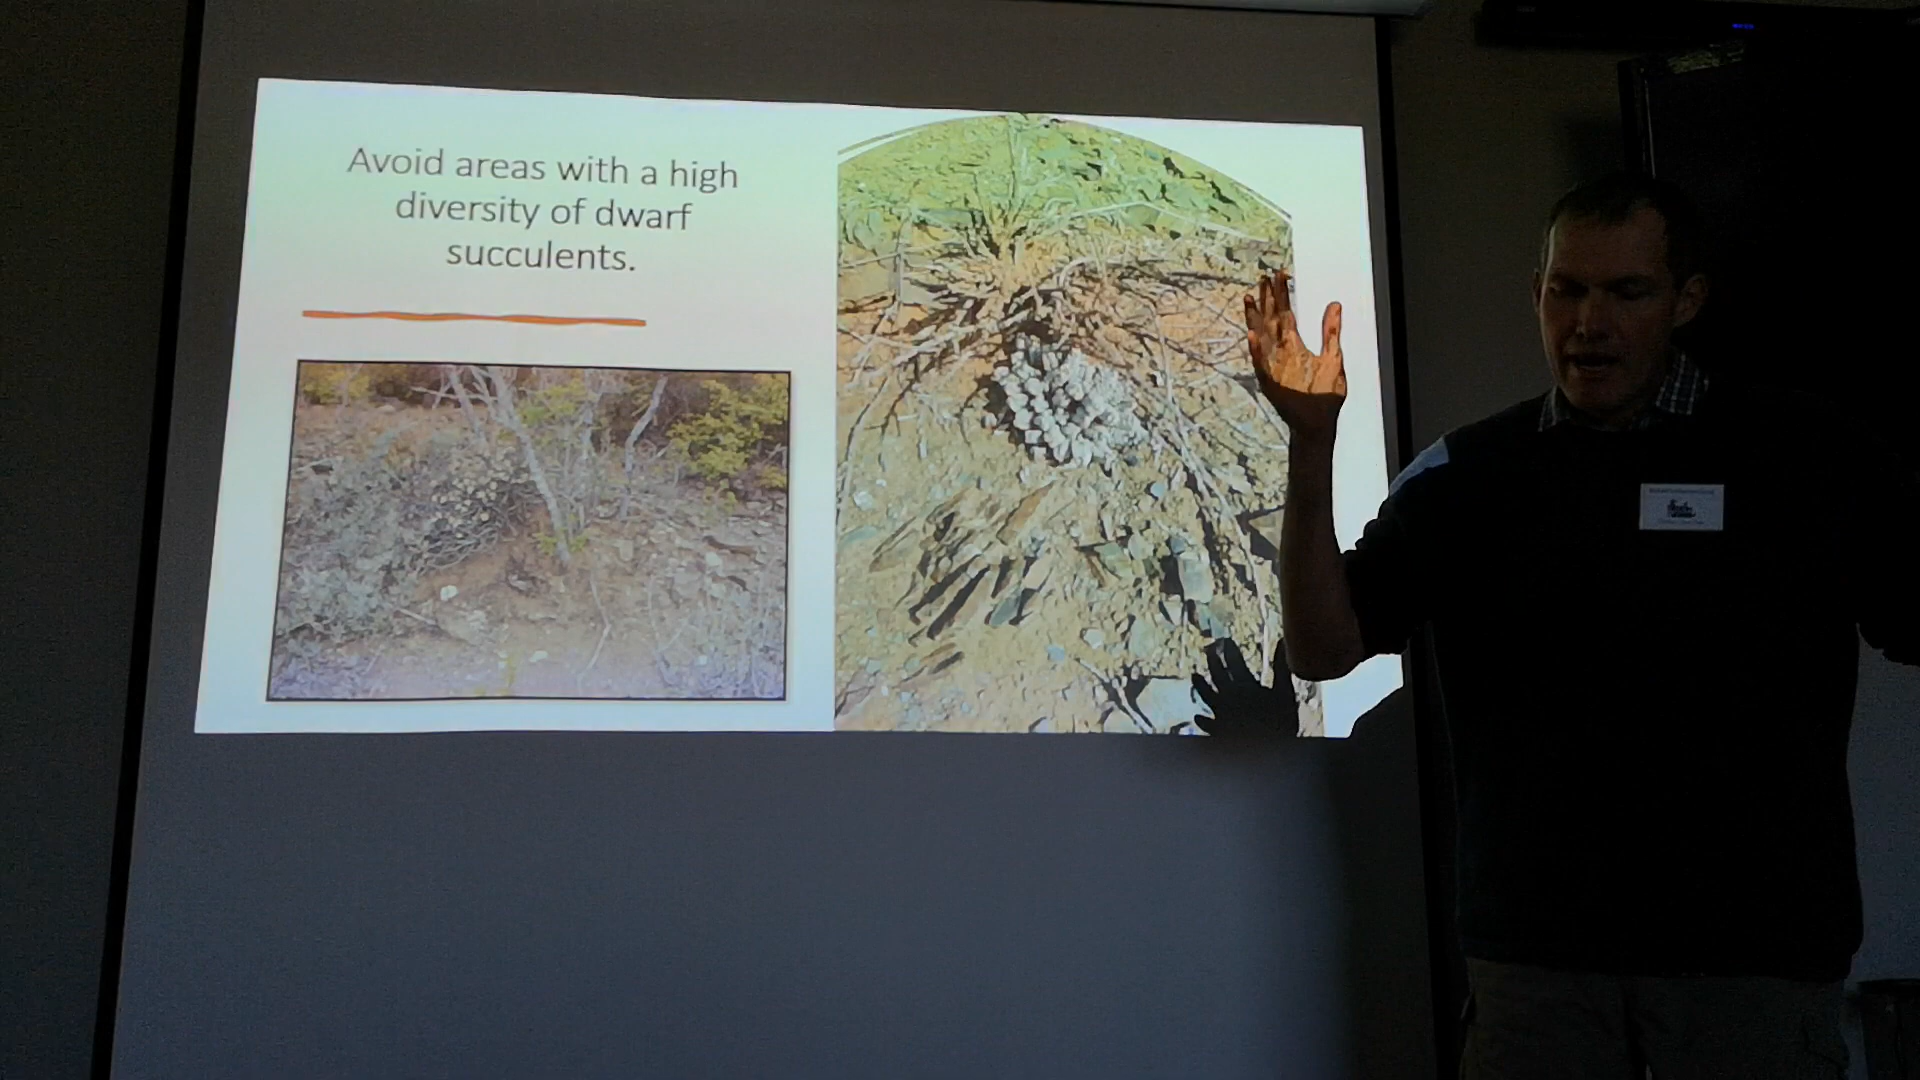 Avoid areas with a high
diversity of dwarf
succulents.